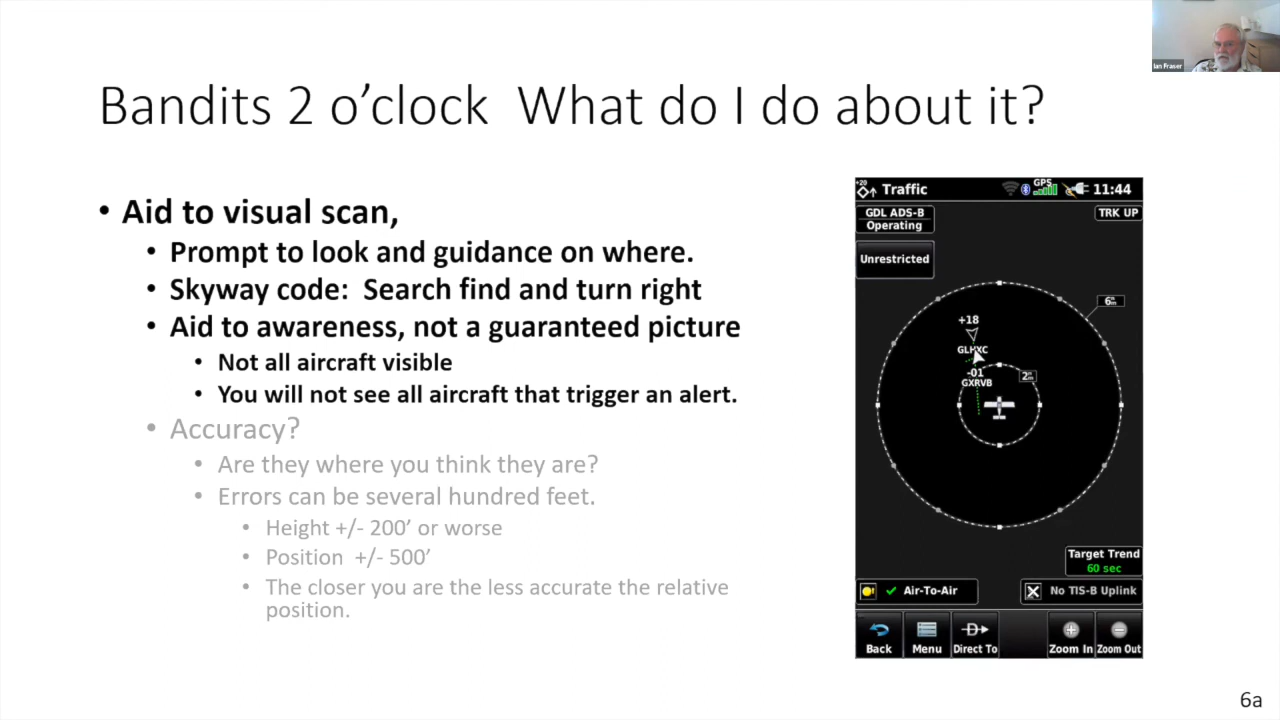 Ian Fraser
Bandits 2 o’clock  What do I do about it?
• Aid to visual scan,
• Prompt to look and guidance on where.
• Skyway code:  Search find and turn right
• Aid to awareness, not a guaranteed picture
• Not all aircraft visible
• You will not see all aircraft that trigger an alert.
• Accuracy?
• Are they where you think they are?
• Errors can be several hundred feet.
• Height +/- 200’ or worse
• Position  +/- 500’
• The closer you are the less accurate the relative
position.
+20
Traffic
GPS
11:44
GDL ADS-B
Operating
TRK UP
Unrestricted
6nm
+18
-01
2nm
GXRVB
Target Trend
60 sec
Air-To-Air
No TIS-B Uplink
Back
Menu
Direct To
Zoom In
Zoom Out
6a